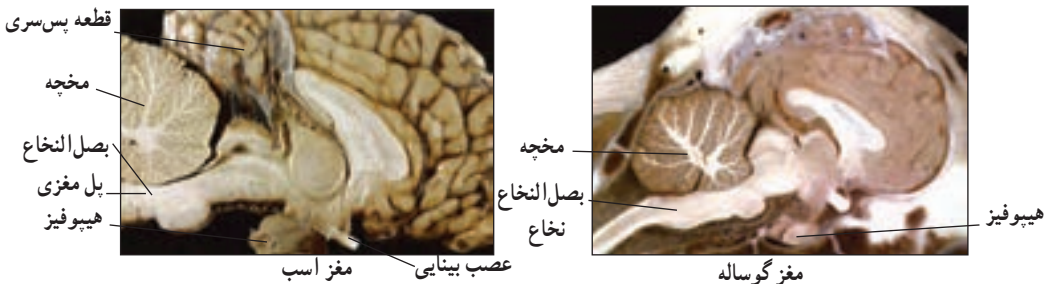 قطعه پس‌سری
مخچه
بصل‌النخاع
پل مغزی
هیپوفیز
عصب بینایی
مغز اسب
مخچه
بصل‌النخاع
نخاع
هیپوفیز
مغز گوساله